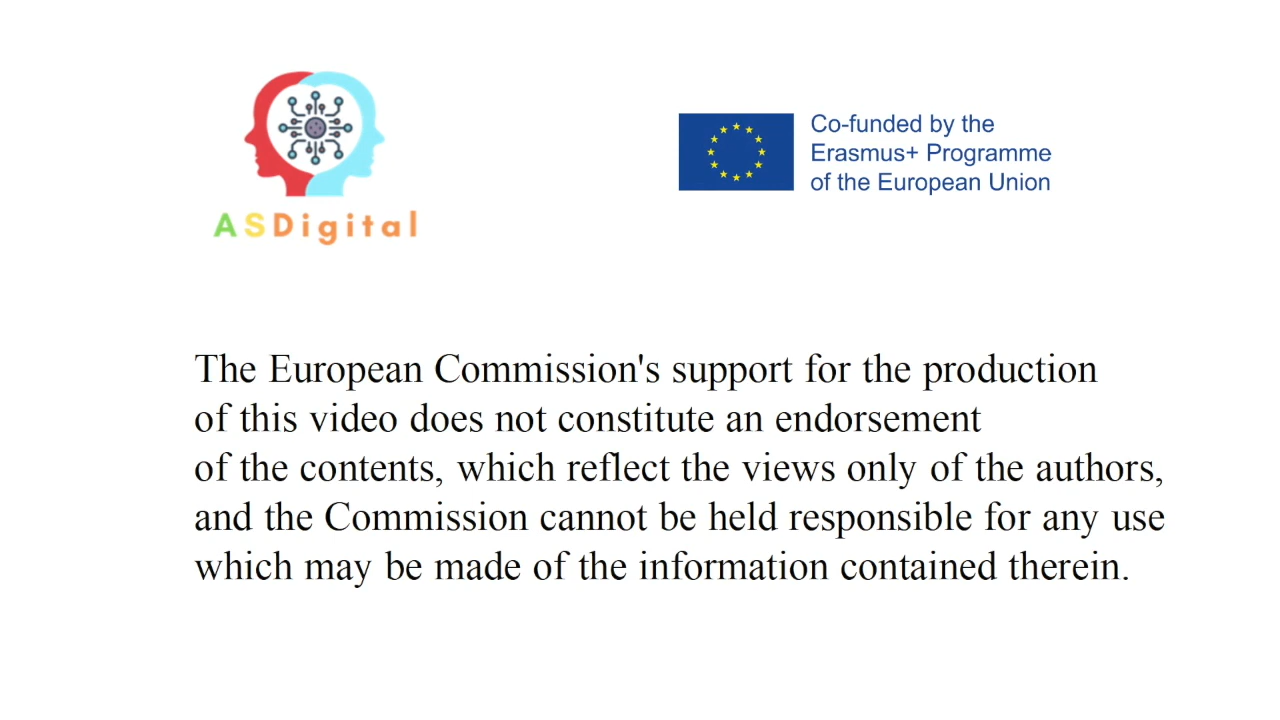 ASDigital
Co-funded by the
Erasmus+ Programme
of the European Union
The European Commission's support for the production
of this video does not constitute an endorsement
of the contents, which reflect the views only of the authors,
and the Commission cannot be held responsible for any use
which may be made of the information contained therein.